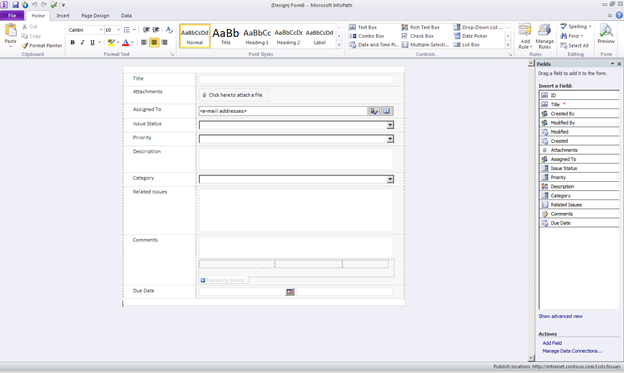 (Design) Form8 - Microsoft InfoPath
File Home Insert Page Design Data
Paste
Cut
Copy
Format Painter
Clipboard
Calibri 10
B I U
Format Text
AaBbCcDd AaBb AaBbC AaBbCcDc AaBbCcDd
Normal Title Heading 1 Heading 2 Label
Font Styles
Text Box Rich Text Box Drop-Down List ...
Combo Box Check Box Date Picker
Date and Time Pi... Multiple-Selec... List Box
Controls
Add Rule Manage Rules
Rules
Spelling
Find
Select All
Editing
Preview
Form
Title
Attachments Click here to attach a file
Assigned To <e-mail addresses>
Issue Status
Priority
Description
Category
Related Issues
Comments
Repeating Section
Due Date
Fields
Drag a field to add it to the form.
Insert a Field:
ID
Title *
Created By
Modified By
Modified
Created
Attachments
Assigned To
Issue Status
Priority
Description
Category
Related Issues
Comments
Due Date
Show advanced view
Actions
Add Field
Manage Data Connections...
Publish location: http://intranet.contoso.com/Lists/Issues